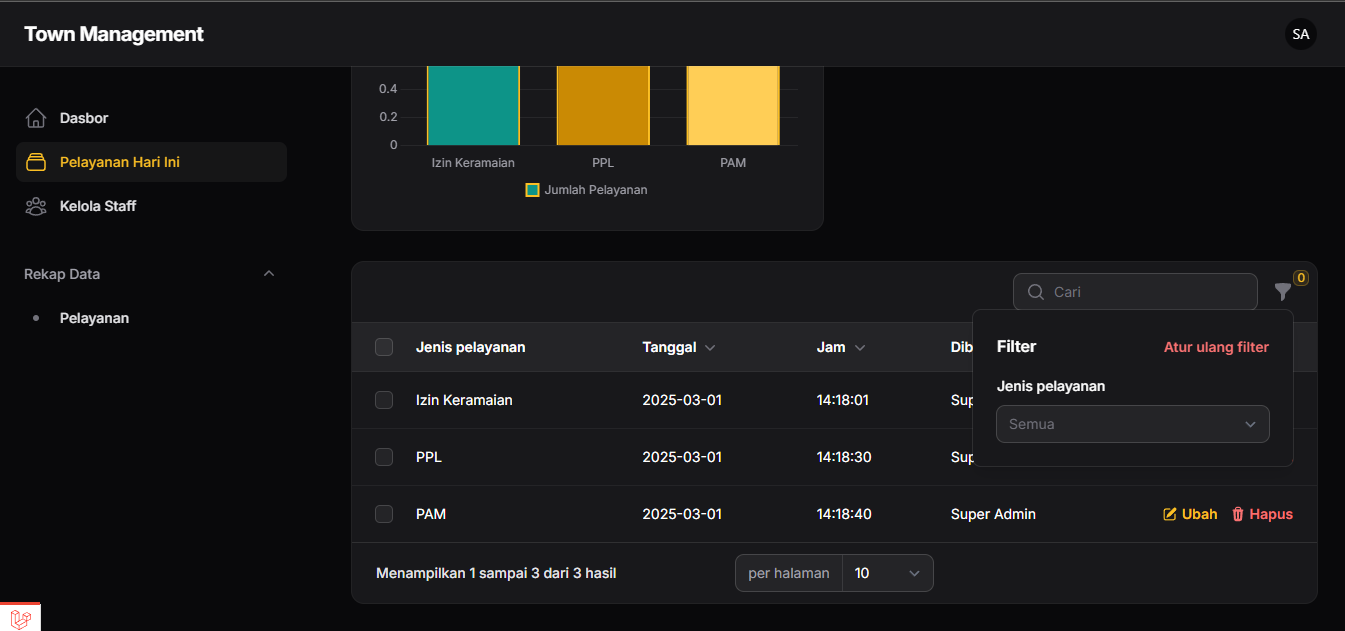 Town Management
SA
Dasbor
Pelayanan Hari Ini
Kelola Staff
Rekap Data
Pelayanan
0.4
0.2
0
Izin Keramaian PPL PAM
Jumlah Pelayanan
Cari
0
Jenis pelayanan Tanggal Jam Dib
Izin Keramaian 2025-03-01 14:18:01 Sup
PPL 2025-03-01 14:18:30 Sup
PAM 2025-03-01 14:18:40 Super Admin Ubah Hapus
Filter Atur ulang filter
Jenis pelayanan
Semua
Menampilkan 1 sampai 3 dari 3 hasil per halaman 10